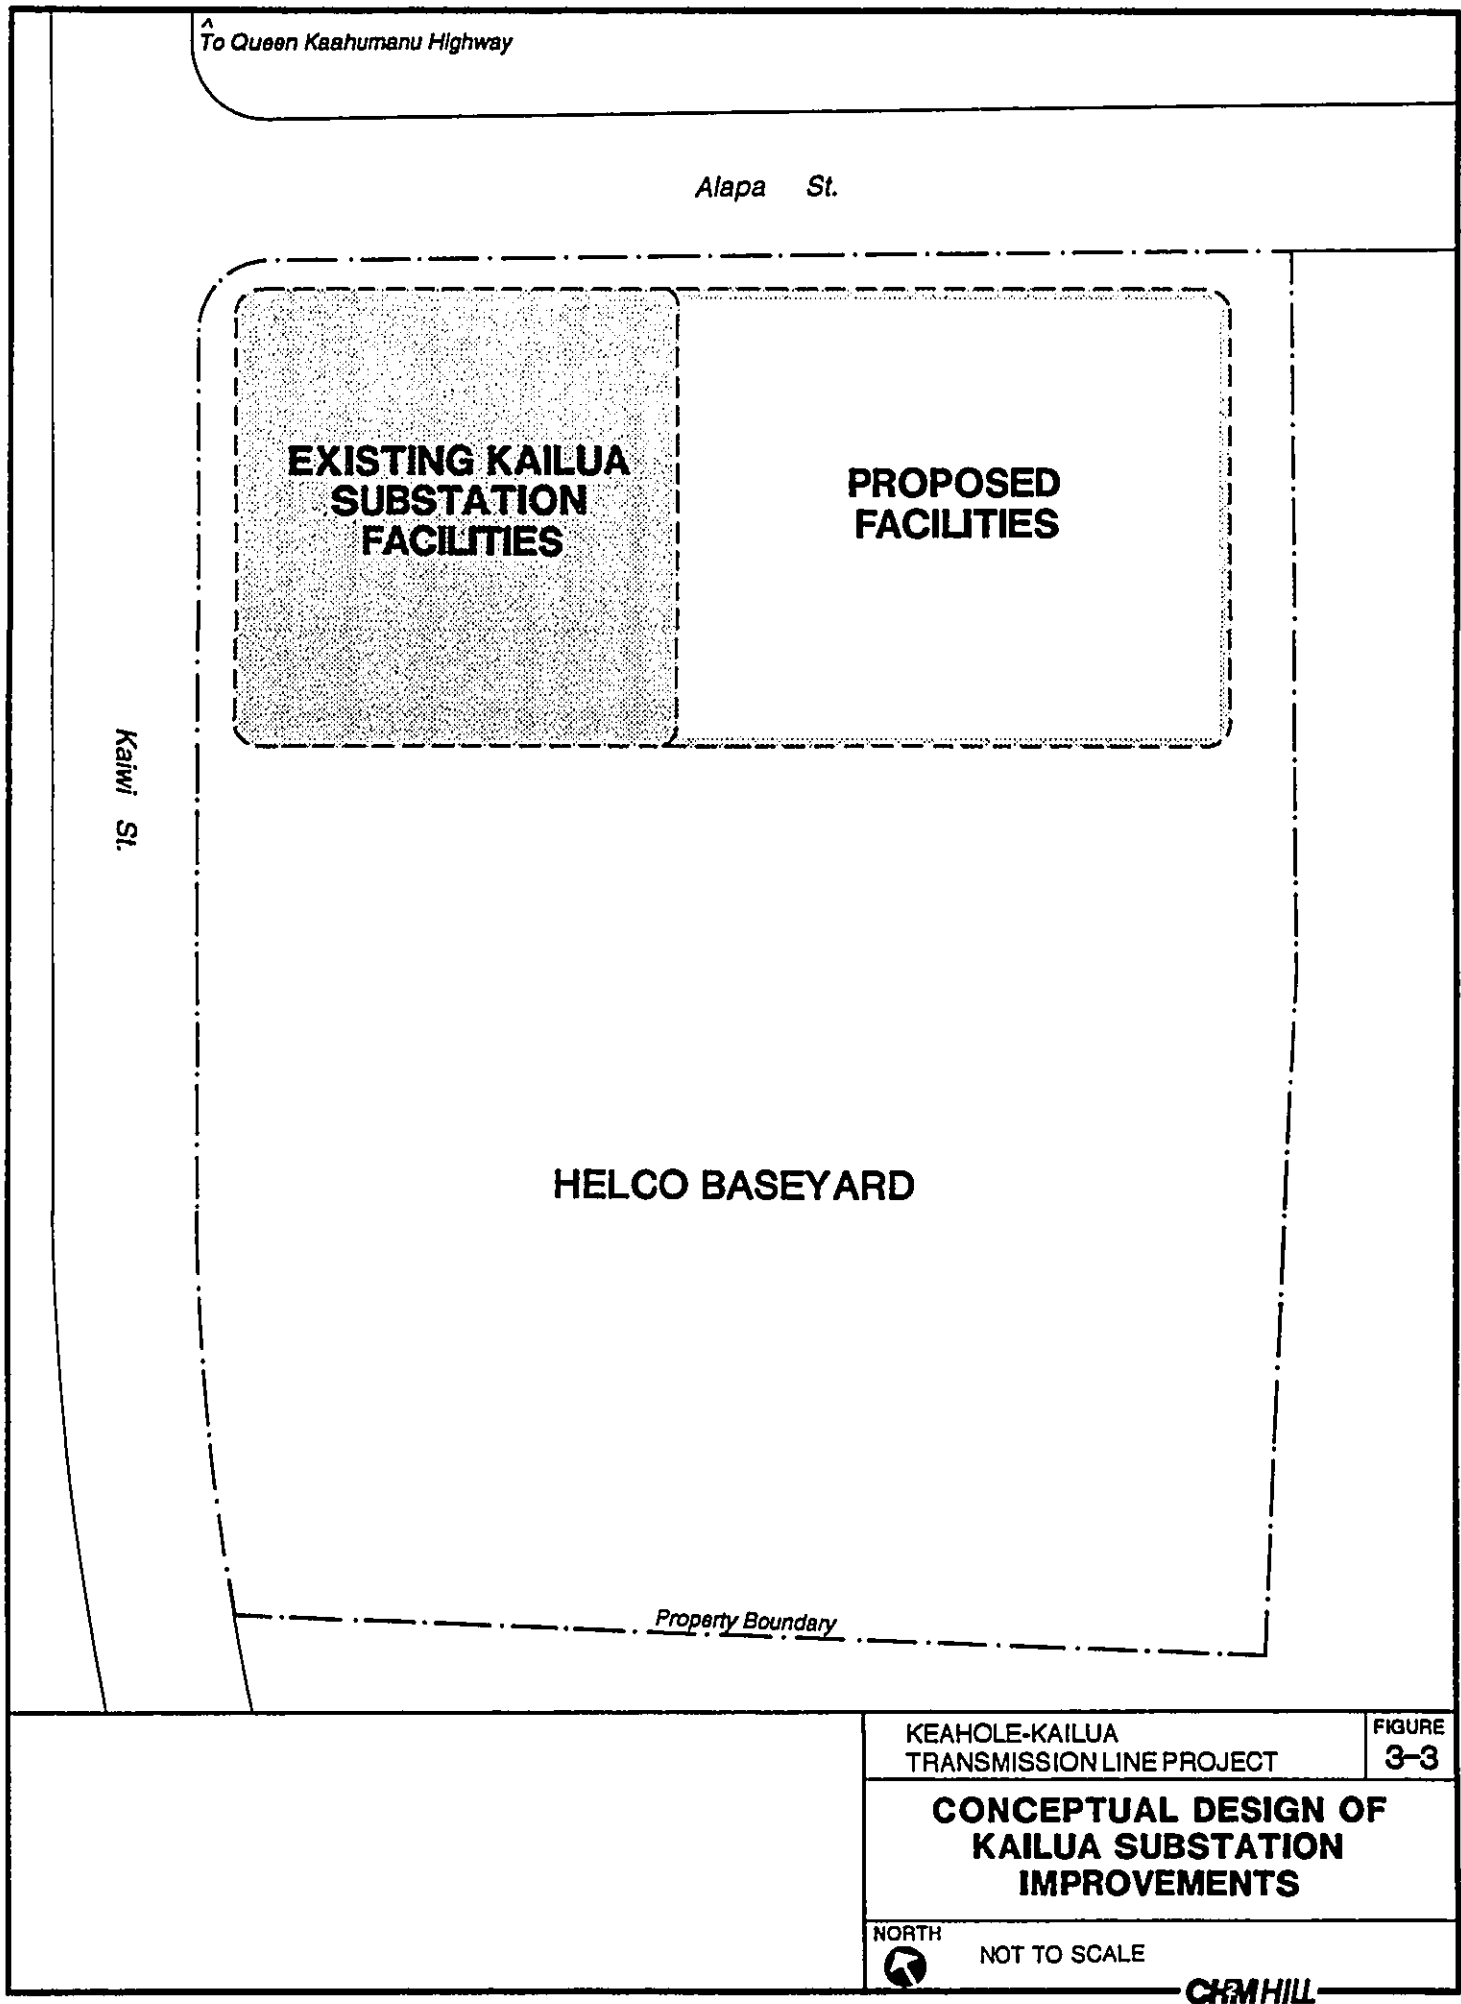 ^
To Queen Kaahumanu Highway
Alapa St.
EXISTING KAILUA
SUBSTATION
FACILITIES
PROPOSED
FACILITIES
Kaiwi St.
HELCO BASEYARD
Property Boundary
KEAHOLE-KAILUA
TRANSMISSION LINE PROJECT
FIGURE
3-3
CONCEPTUAL DESIGN OF
KAILUA SUBSTATION
IMPROVEMENTS
NORTH
NOT TO SCALE
CH2M HILL